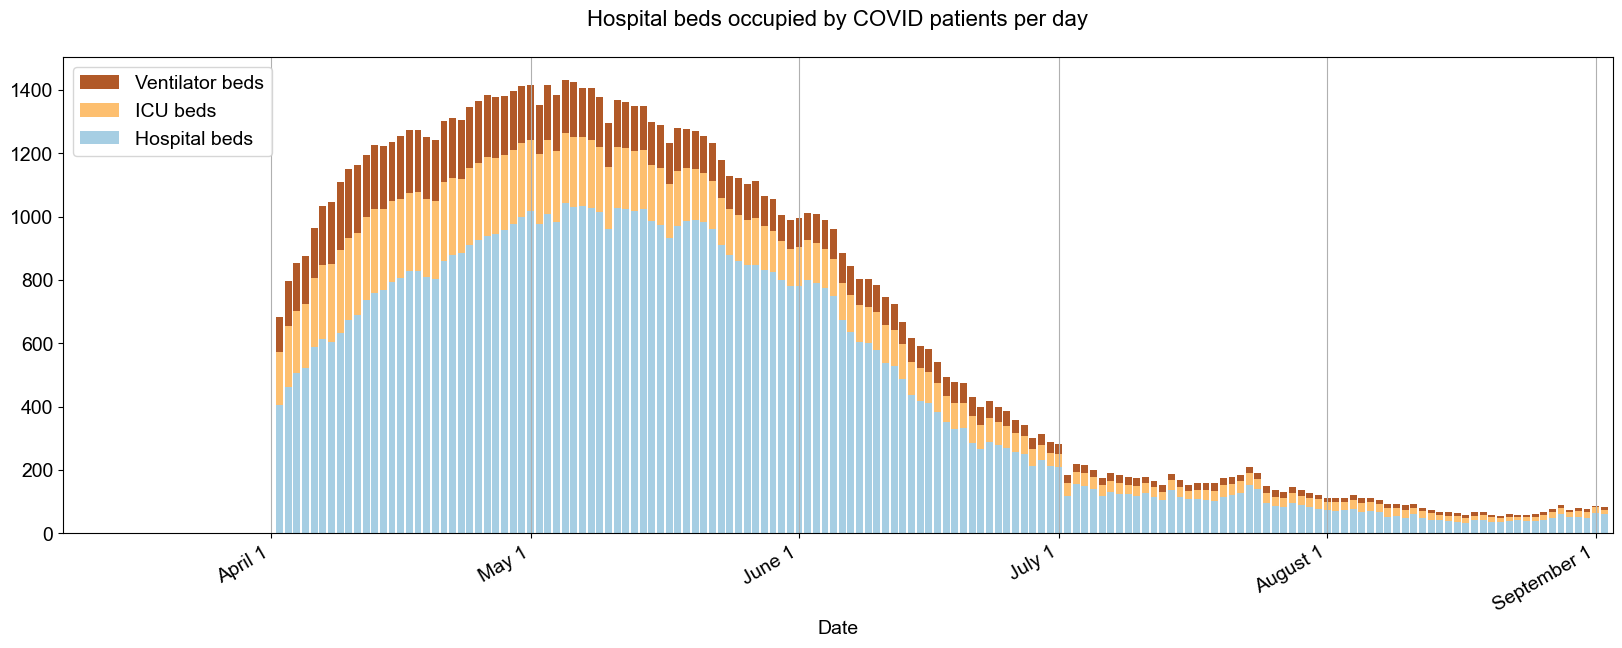 Hospital beds occupied by COVID patients per day
Ventilator beds
ICU beds
Hospital beds
1400
1200
1000
800
600
400
200
0
April 1
May 1
June 1
July 1
August 1
September 1
Date